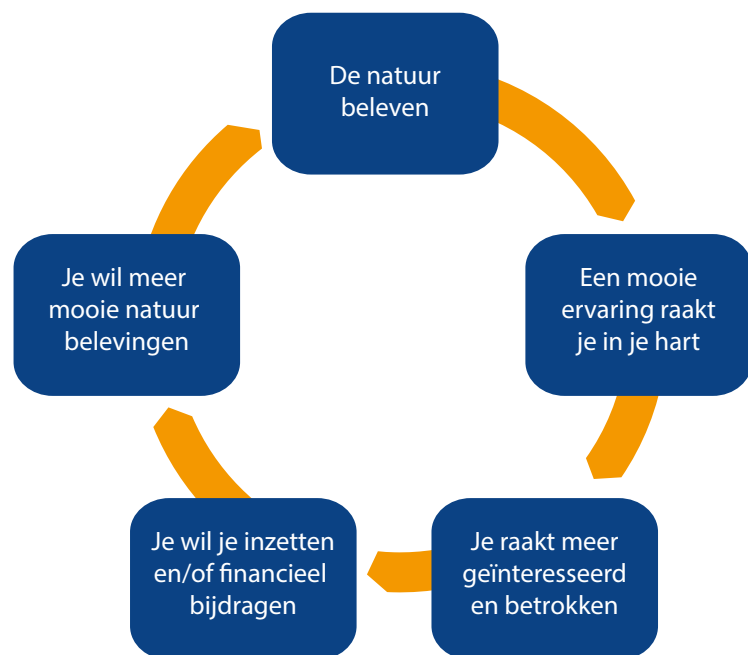 De natuur
beleven
Een mooie
ervaring raakt
je in je hart
Je raakt meer
geïnteresseerd
en betrokken
Je wil je inzetten
en/of financieel
bijdragen
Je wil meer
mooie natuur
belevingen